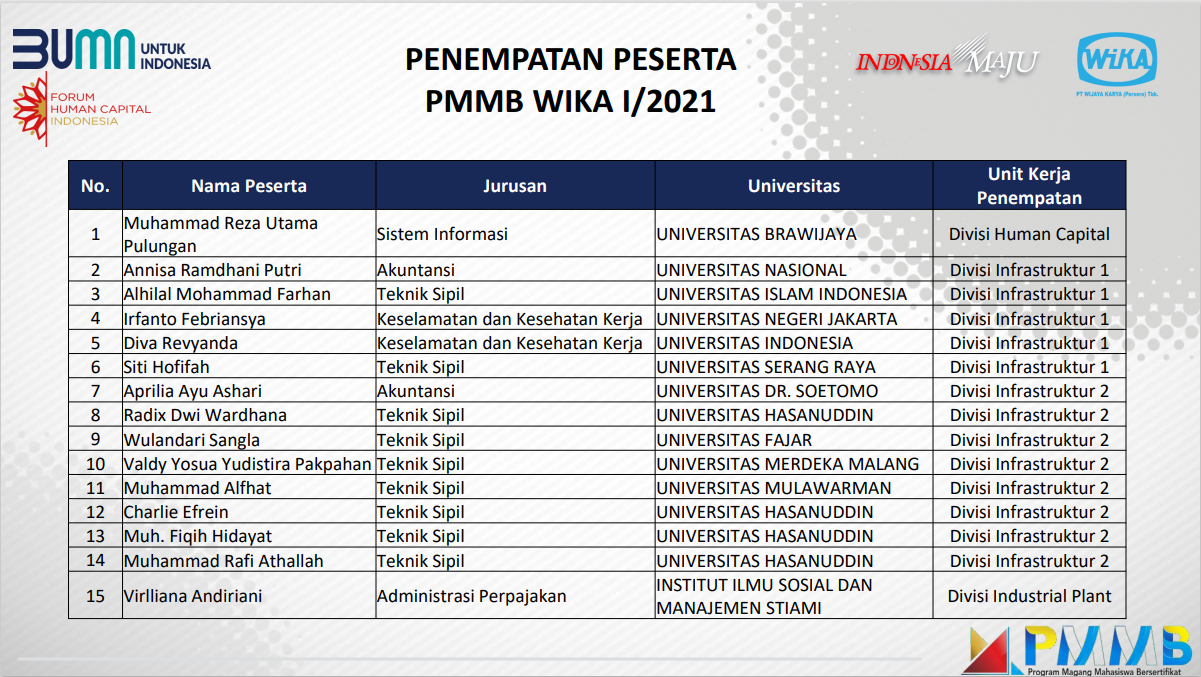 BUMN UNTUK
INDONESIA
FORUM
HUMAN CAPITAL
INDONESIA
PENEMPATAN PESERTA
PMMB WIKA I/2021
INDONESIA MAJU
WIKA
PT WIJAYA KARYA (Persero) Tbk.
No. Nama Peserta Jurusan Universitas Unit Kerja Penempatan
1 Muhammad Reza Utama Pulungan Sistem Informasi UNIVERSITAS BRAWIJAYA Divisi Human Capital
2 Annisa Ramdhani Putri Akuntansi UNIVERSITAS NASIONAL Divisi Infrastruktur 1
3 Alhilal Mohammad Farhan Teknik Sipil UNIVERSITAS ISLAM INDONESIA Divisi Infrastruktur 1
4 Irfanto Febriansya Keselamatan dan Kesehatan Kerja UNIVERSITAS NEGERI JAKARTA Divisi Infrastruktur 1
5 Diva Revyanda Keselamatan dan Kesehatan Kerja UNIVERSITAS INDONESIA Divisi Infrastruktur 1
6 Siti Hofifah Teknik Sipil UNIVERSITAS SERANG RAYA Divisi Infrastruktur 1
7 Aprilia Ayu Ashari Akuntansi UNIVERSITAS DR. SOETOMO Divisi Infrastruktur 2
8 Radix Dwi Wardhana Teknik Sipil UNIVERSITAS HASANUDDIN Divisi Infrastruktur 2
9 Wulandari Sangla Teknik Sipil UNIVERSITAS FAJAR Divisi Infrastruktur 2
10 Valdy Yosua Yudistira Pakpahan Teknik Sipil UNIVERSITAS MERDEKA MALANG Divisi Infrastruktur 2
11 Muhammad Alfhat Teknik Sipil UNIVERSITAS MULAWARMAN Divisi Infrastruktur 2
12 Charlie Efrein Teknik Sipil UNIVERSITAS HASANUDDIN Divisi Infrastruktur 2
13 Muh. Fiqih Hidayat Teknik Sipil UNIVERSITAS HASANUDDIN Divisi Infrastruktur 2
14 Muhammad Rafi Athallah Teknik Sipil UNIVERSITAS HASANUDDIN Divisi Infrastruktur 2
15 Virlliana Andiriani Administrasi Perpajakan INSTITUT ILMU SOSIAL DAN MANAJEMEN STIAMI Divisi Industrial Plant
PMMB
Program Magang Mahasiswa Bersertifikat